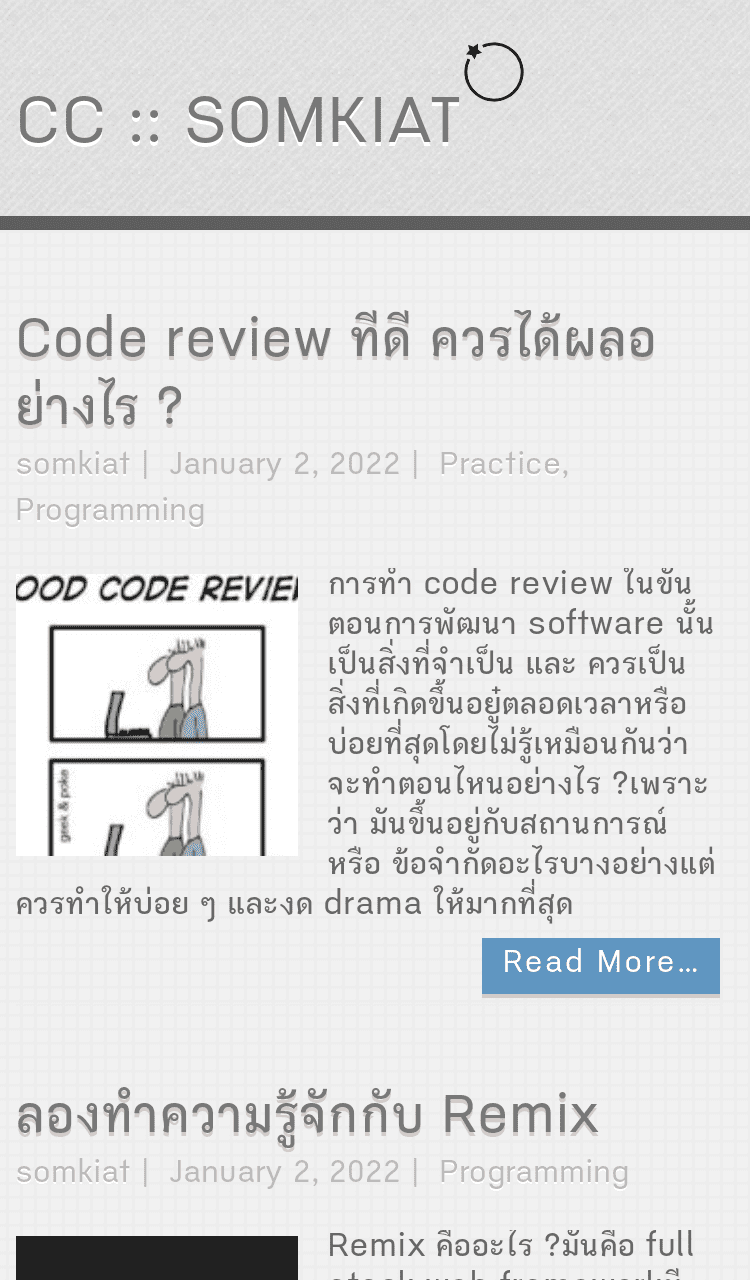 CC :: SOMKIAT
Code review ที่ดี ควรได้ผลอ
ย่างไร ?
somkiat | January 2, 2022 | Practice,
Programming
OOD CODE REVIE
geek & poke
การทำ code review ในขั้น
ตอนการพัฒนา software นั้น
เป็นสิ่งที่จำเป็น และ ควรเป็น
สิ่งที่เกิดขึ้นอยู๋ตลอดเวลาหรือ
บ่อยที่สุดโดยไม่รู้เหมือนกันว่า
จะทำตอนไหนอย่างไร ?เพราะ
ว่า มันขึ้นอยู่กับสถานการณ์
หรือ ข้อจำกัดอะไรบางอย่างแต่
ควรทำให้บ่อย ๆ และงด drama ให้มากที่สุด
Read More…
ลองทำความรู้จักกับ Remix
somkiat | January 2, 2022 | Programming
Remix คืออะไร ?มันคือ full